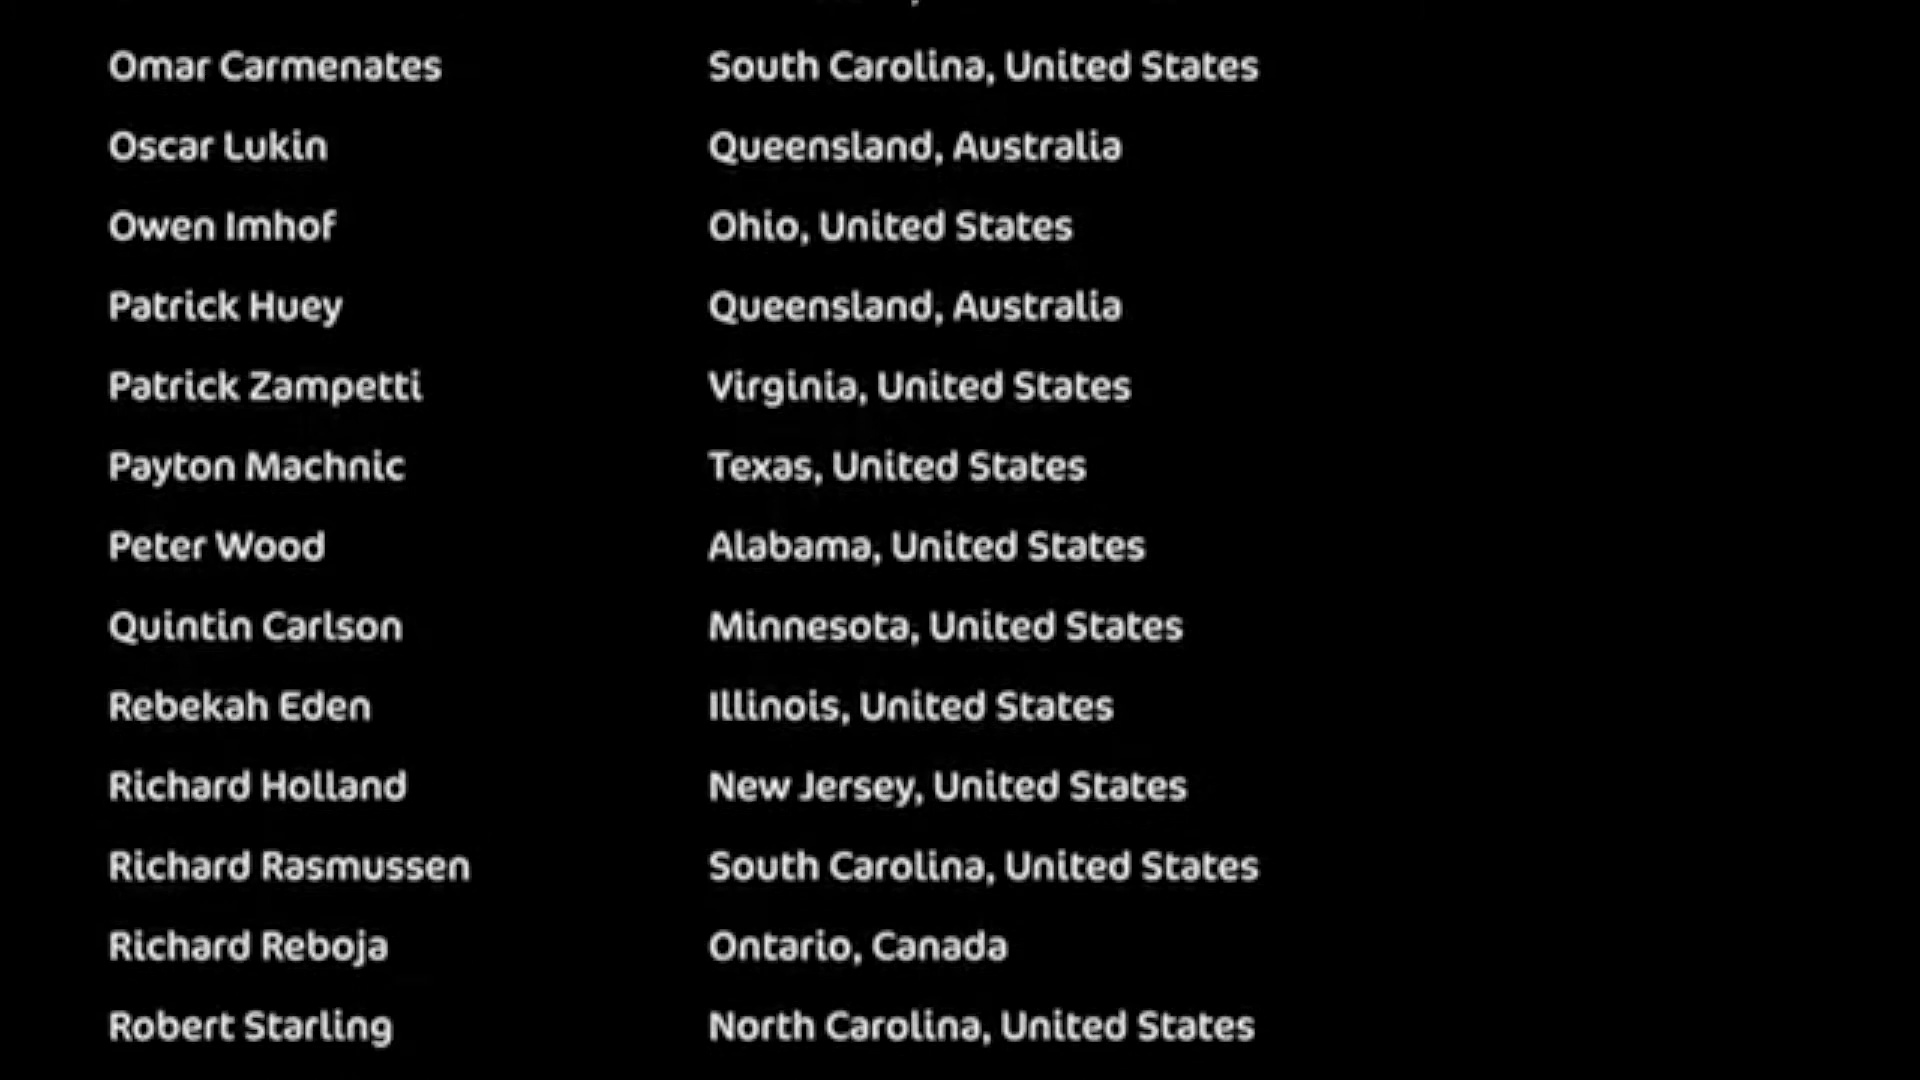 Omar Carmenates South Carolina, United States
Oscar Lukin Queensland, Australia
Owen Imhof Ohio, United States
Patrick Huey Queensland, Australia
Patrick Zampetti Virginia, United States
Payton Machnic Texas, United States
Peter Wood Alabama, United States
Quintin Carlson Minnesota, United States
Rebekah Eden Illinois, United States
Richard Holland New Jersey, United States
Richard Rasmussen South Carolina, United States
Richard Reboja Ontario, Canada
Robert Starling North Carolina, United States